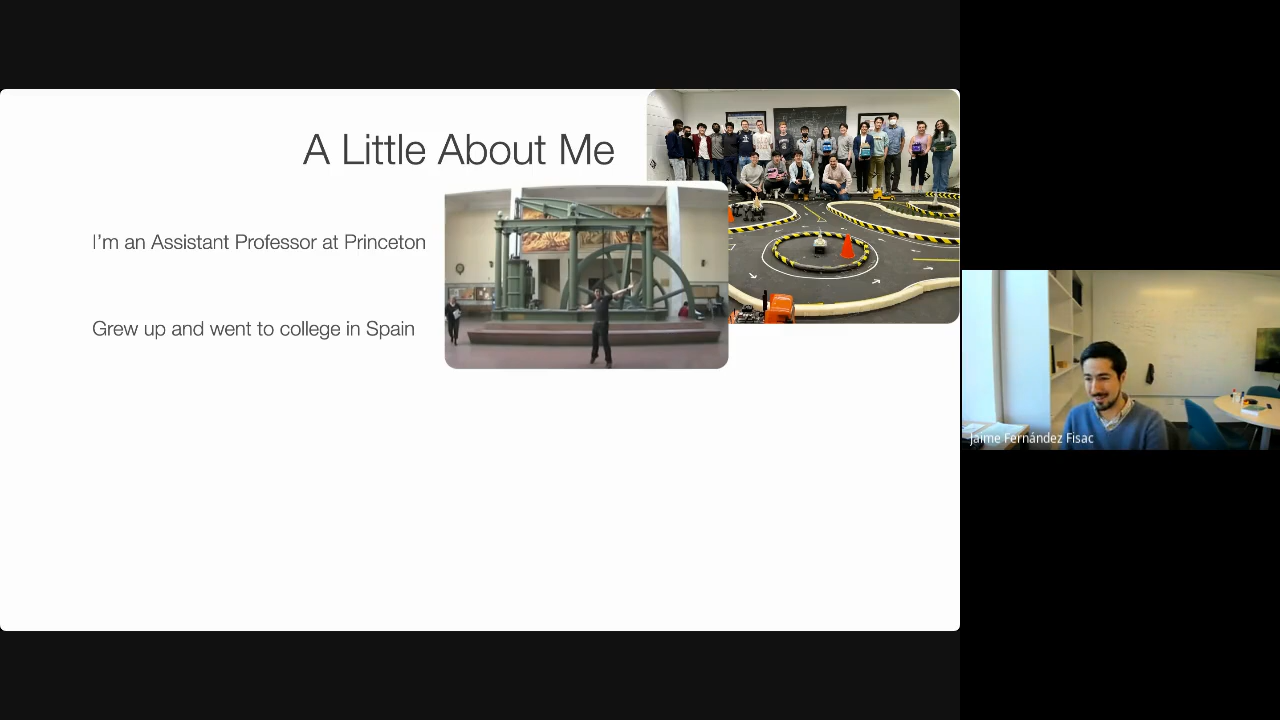 A Little About Me
I'm an Assistant Professor at Princeton
Grew up and went to college in Spain
Jaime Fernández Fisac